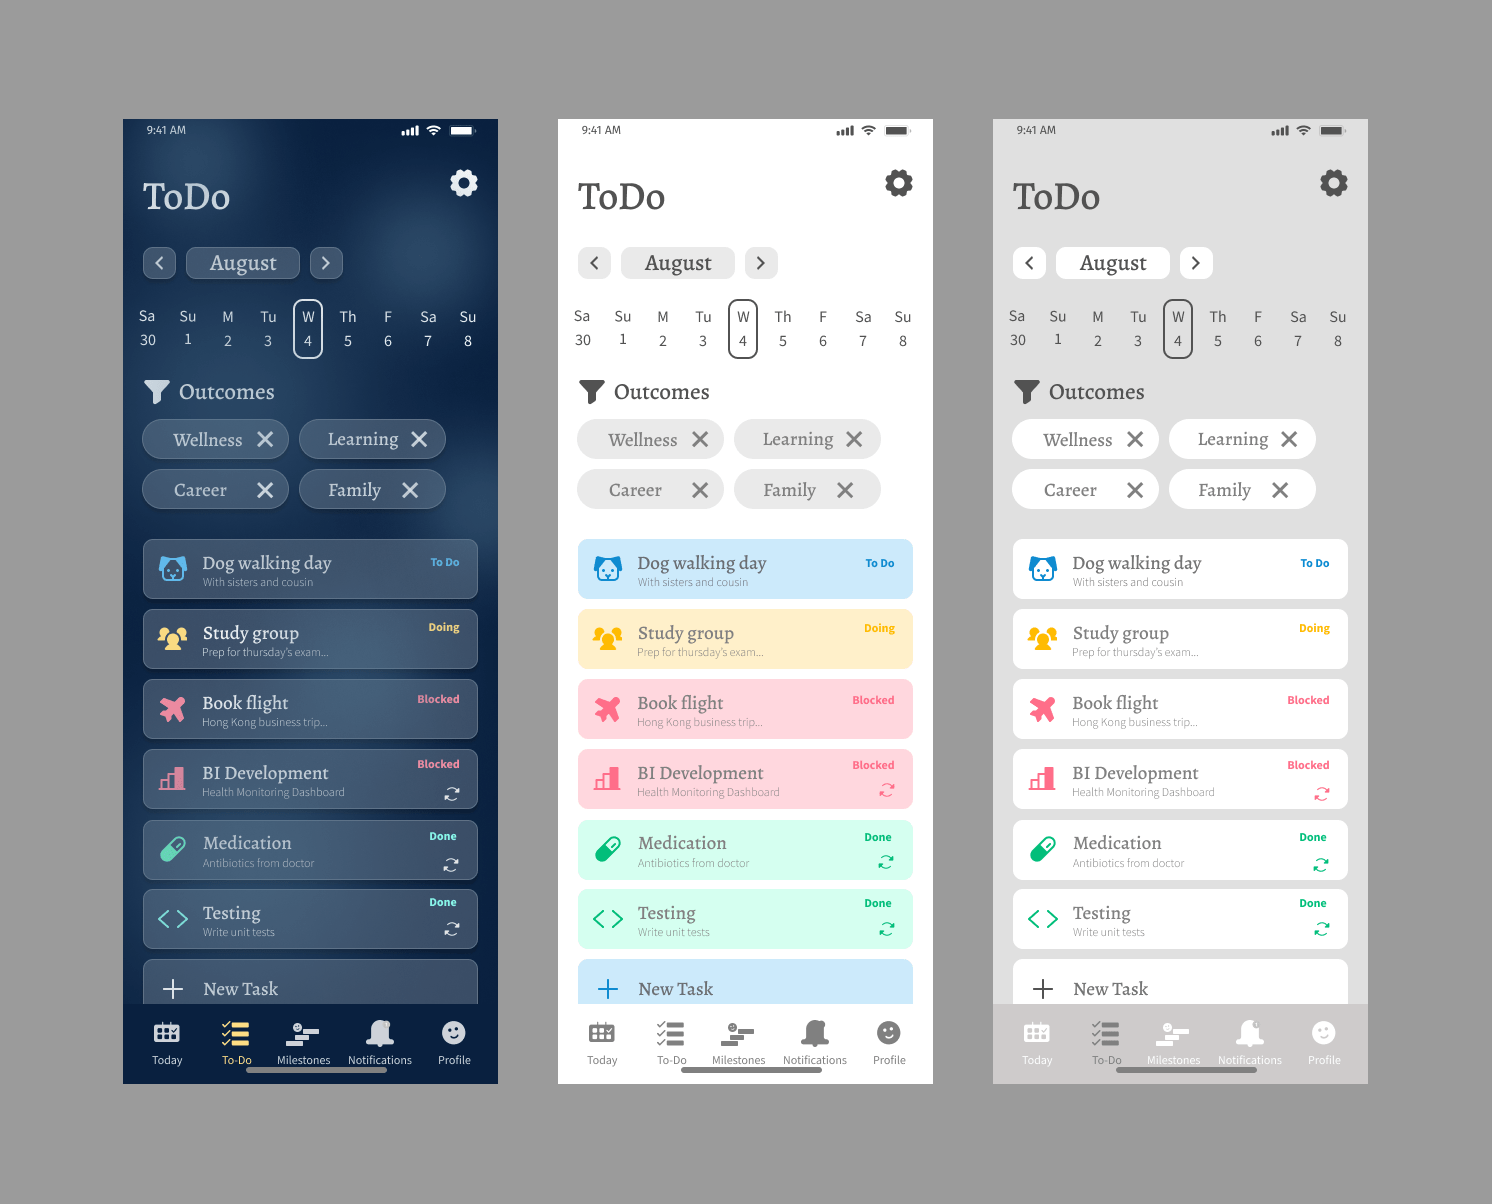 9:41 AM
ToDo
August
Sa Su M Tu W Th F Sa Su
30 1 2 3 4 5 6 7 8
Outcomes
Wellness Learning
Career Family
Dog walking day To Do
With sisters and cousin
Study group Doing
Prep for thursday's exam...
Book flight Blocked
Hong Kong business trip...
BI Development Blocked
Health Monitoring Dashboard
Medication Done
Antibiotics from doctor
Testing Done
Write unit tests
New Task
Today To-Do Milestones Notifications Profile
9:41 AM
ToDo
August
Sa Su M Tu W Th F Sa Su
30 1 2 3 4 5 6 7 8
Outcomes
Wellness Learning
Career Family
Dog walking day To Do
With sisters and cousin
Study group Doing
Prep for thursday's exam...
Book flight Blocked
Hong Kong business trip...
BI Development Blocked
Health Monitoring Dashboard
Medication Done
Antibiotics from doctor
Testing Done
Write unit tests
New Task
Today To-Do Milestones Notifications Profile
9:41 AM
ToDo
August
Sa Su M Tu W Th F Sa Su
30 1 2 3 4 5 6 7 8
Outcomes
Wellness Learning
Career Family
Dog walking day To Do
With sisters and cousin
Study group Doing
Prep for thursday's exam...
Book flight Blocked
Hong Kong business trip...
BI Development Blocked
Health Monitoring Dashboard
Medication Done
Antibiotics from doctor
Testing Done
Write unit tests
New Task
Today To-Do Milestones Notifications Profile